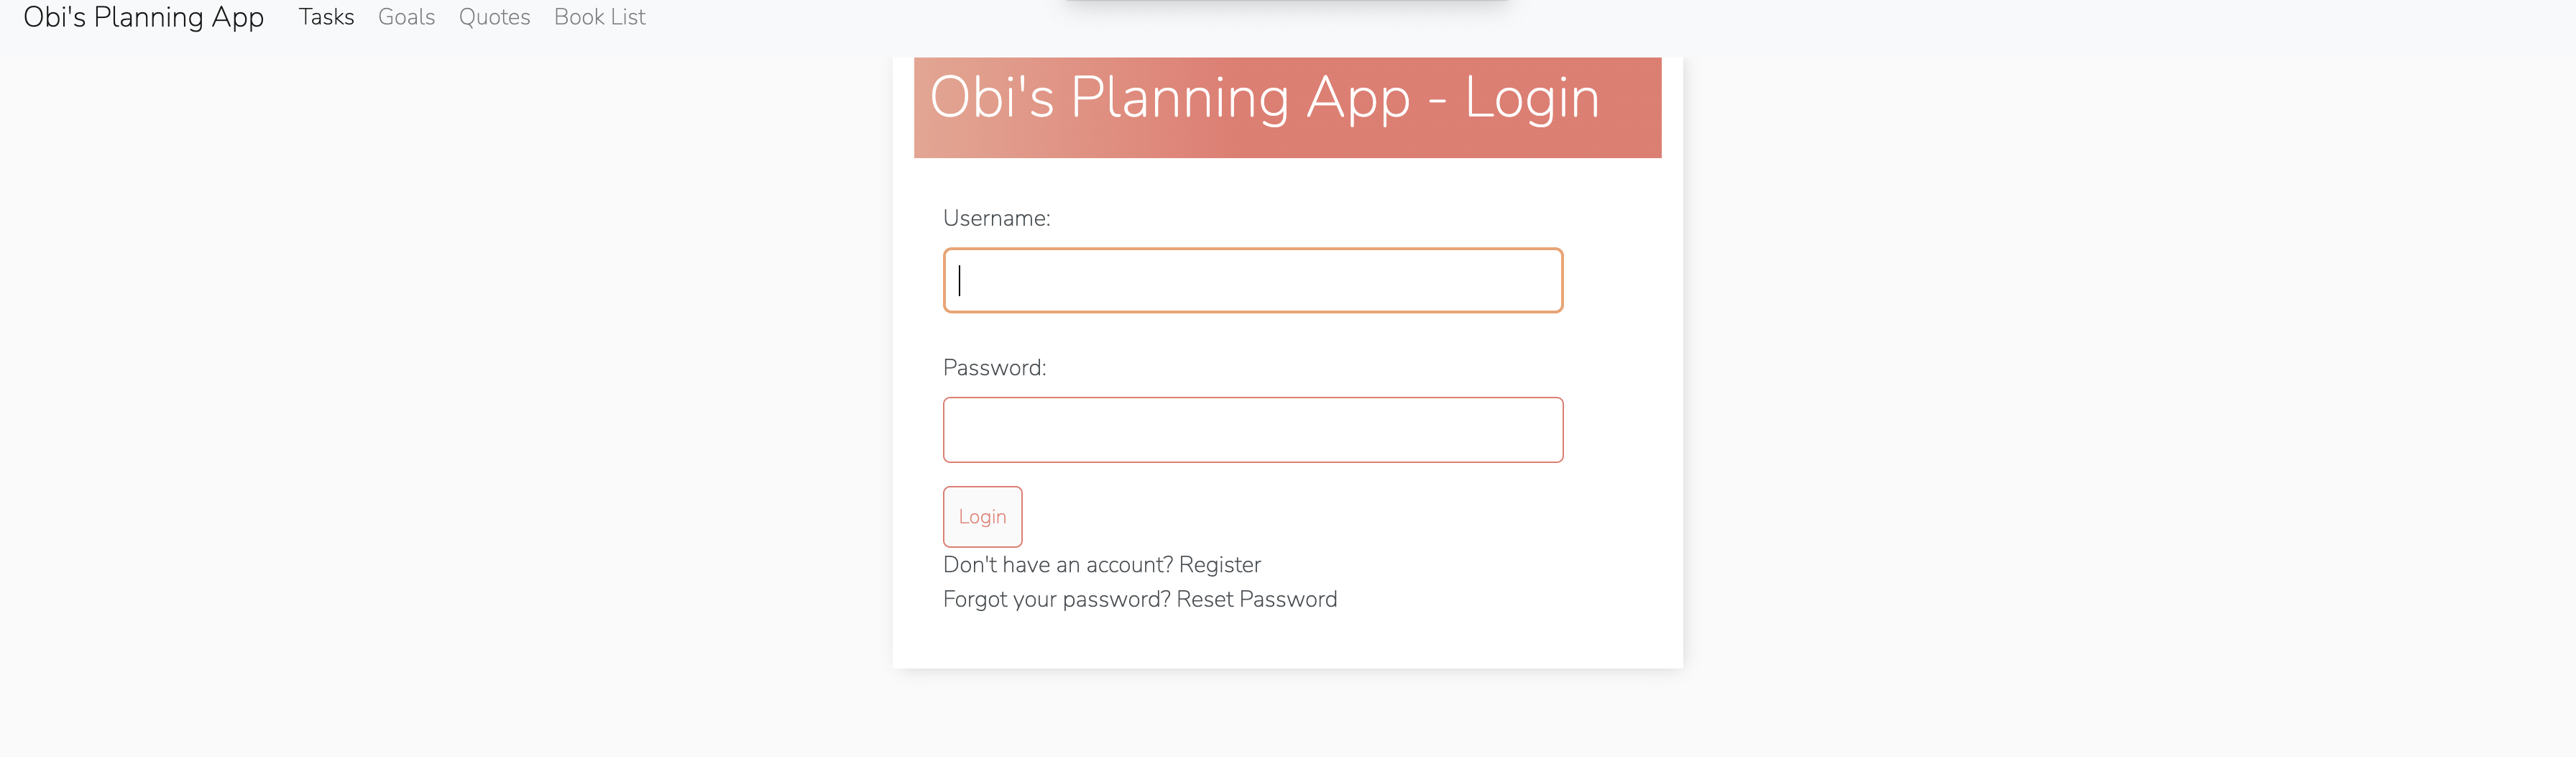 Obi's Planning App Tasks Goals Quotes Book List
Obi's Planning App - Login
Username:
Password:
Login
Don't have an account? Register
Forgot your password? Reset Password